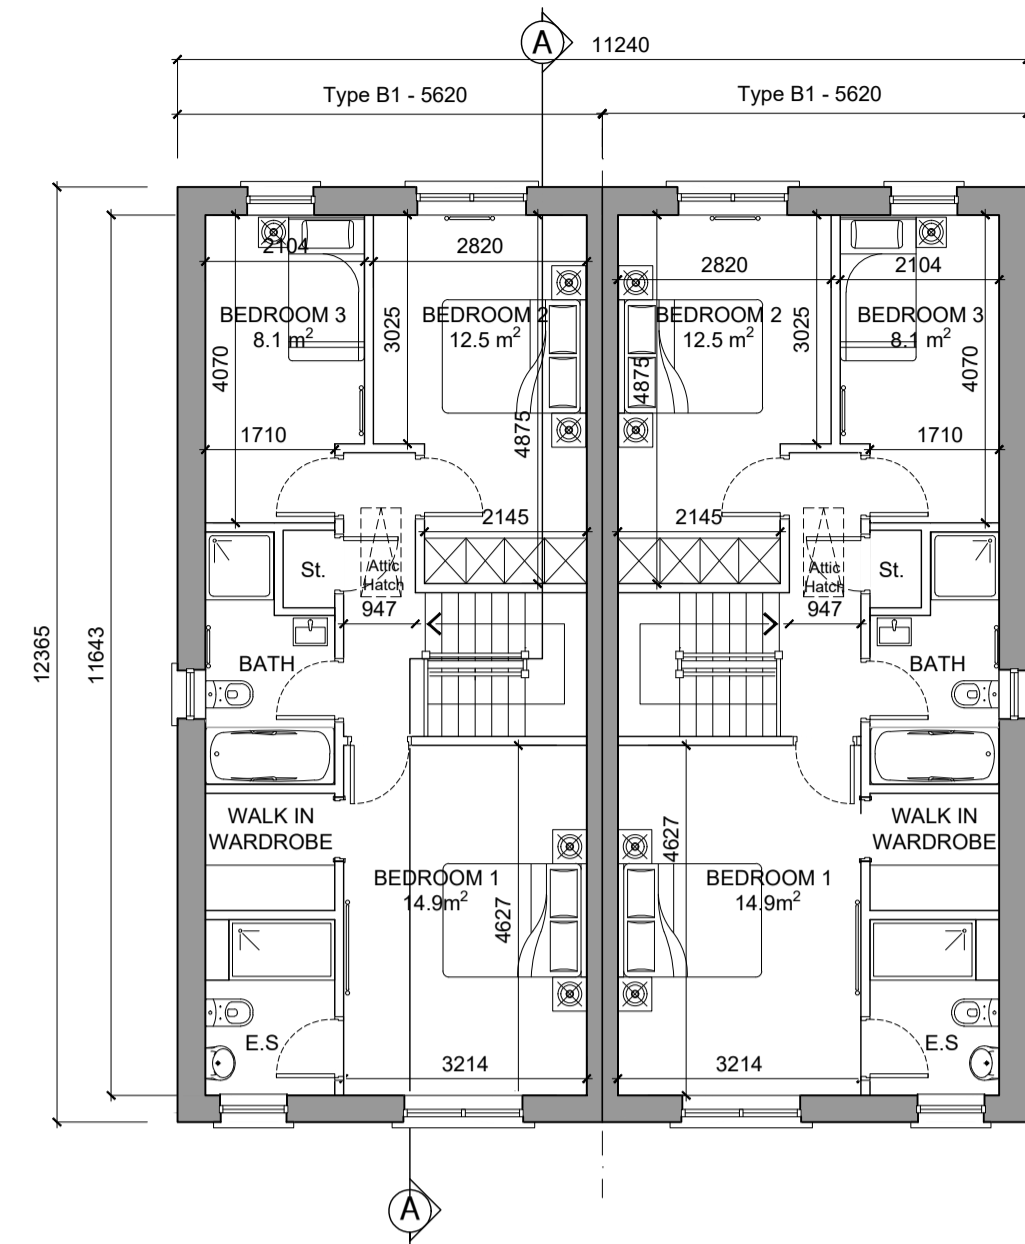 A
11240
Type B1 - 5620
Type B1 - 5620
2104
2820
2820
2104
BEDROOM 3
8.1 m²
BEDROOM 2
12.5 m²
BEDROOM 2
12.5 m²
BEDROOM 3
8.1 m²
3025
3025
4070
4875
4875
4070
1710
1710
2145
2145
St.
Attic
Hatch
Attic
Hatch
St.
947
947
12365
11643
BATH
BATH
WALK IN
WARDROBE
WALK IN
WARDROBE
BEDROOM 1
14.9m²
BEDROOM 1
14.9m²
4627
4627
E.S
E.S
3214
3214
A